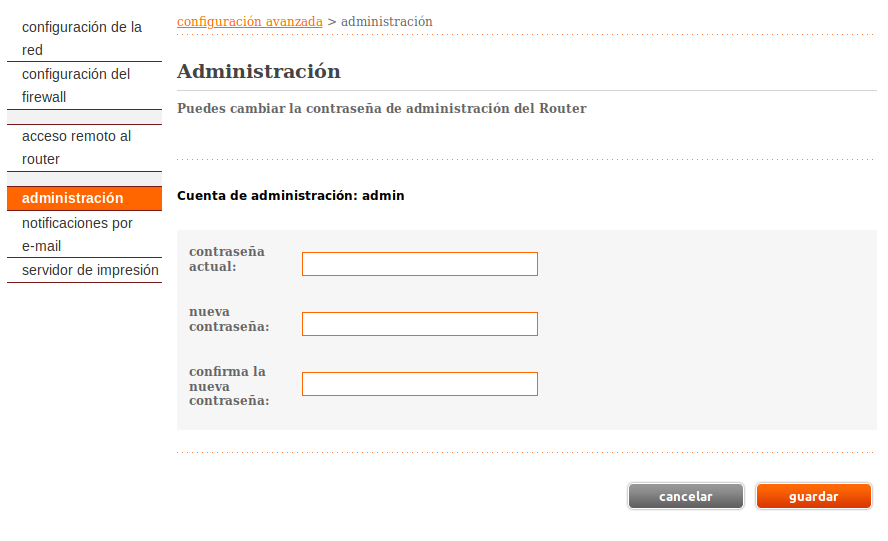 configuración de la
red
configuración del
firewall
acceso remoto al
router
administración
notificaciones por
e-mail
servidor de impresión
configuración avanzada > administración
Administración
Puedes cambiar la contraseña de administración del Router
Cuenta de administración: admin
contraseña
actual:
nueva
contraseña:
confirma la
nueva
contraseña:
cancelar
guardar